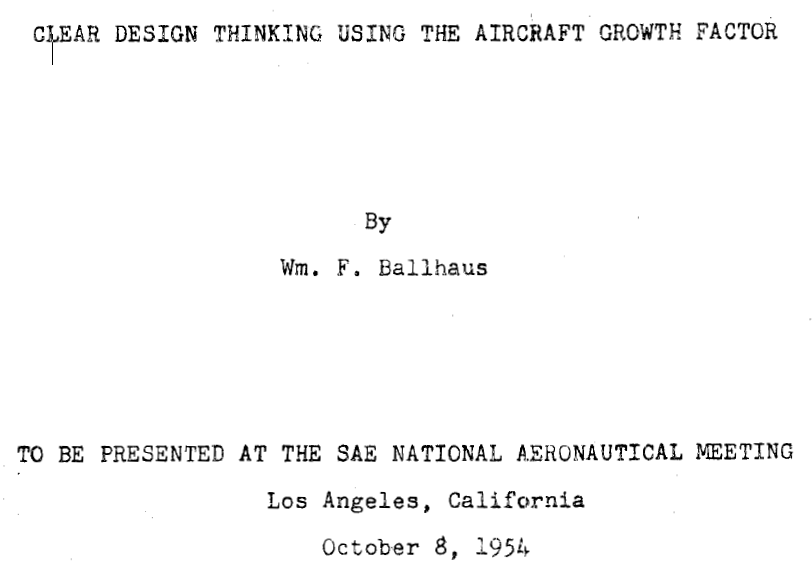 CLEAR DESIGN THINKING USING THE AIRCRAFT GROWTH FACTOR
By
Wm. F. Ballhaus
TO BE PRESENTED AT THE SAE NATIONAL AERONAUTICAL MEETING
Los Angeles, California
October 8, 1954